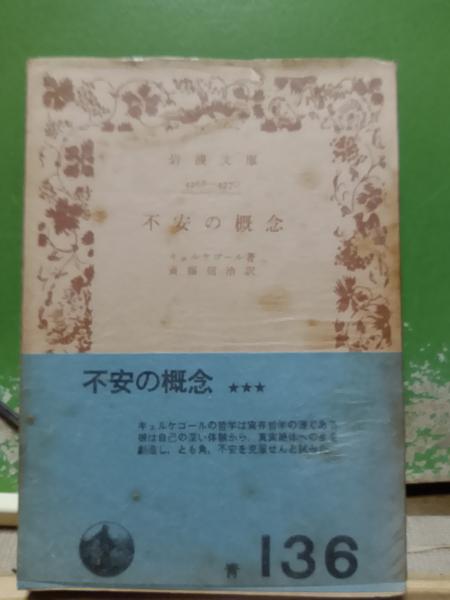 岩波文庫
4268—4270
不安の概念
キェルケゴール著
斎藤信治訳
不安の概念 ★★★
キェルケゴールの哲学は実存哲学の源である
彼は自己の深い体験から、真実絶体への
創造し、とも角、不安を克服せんと試
青 136